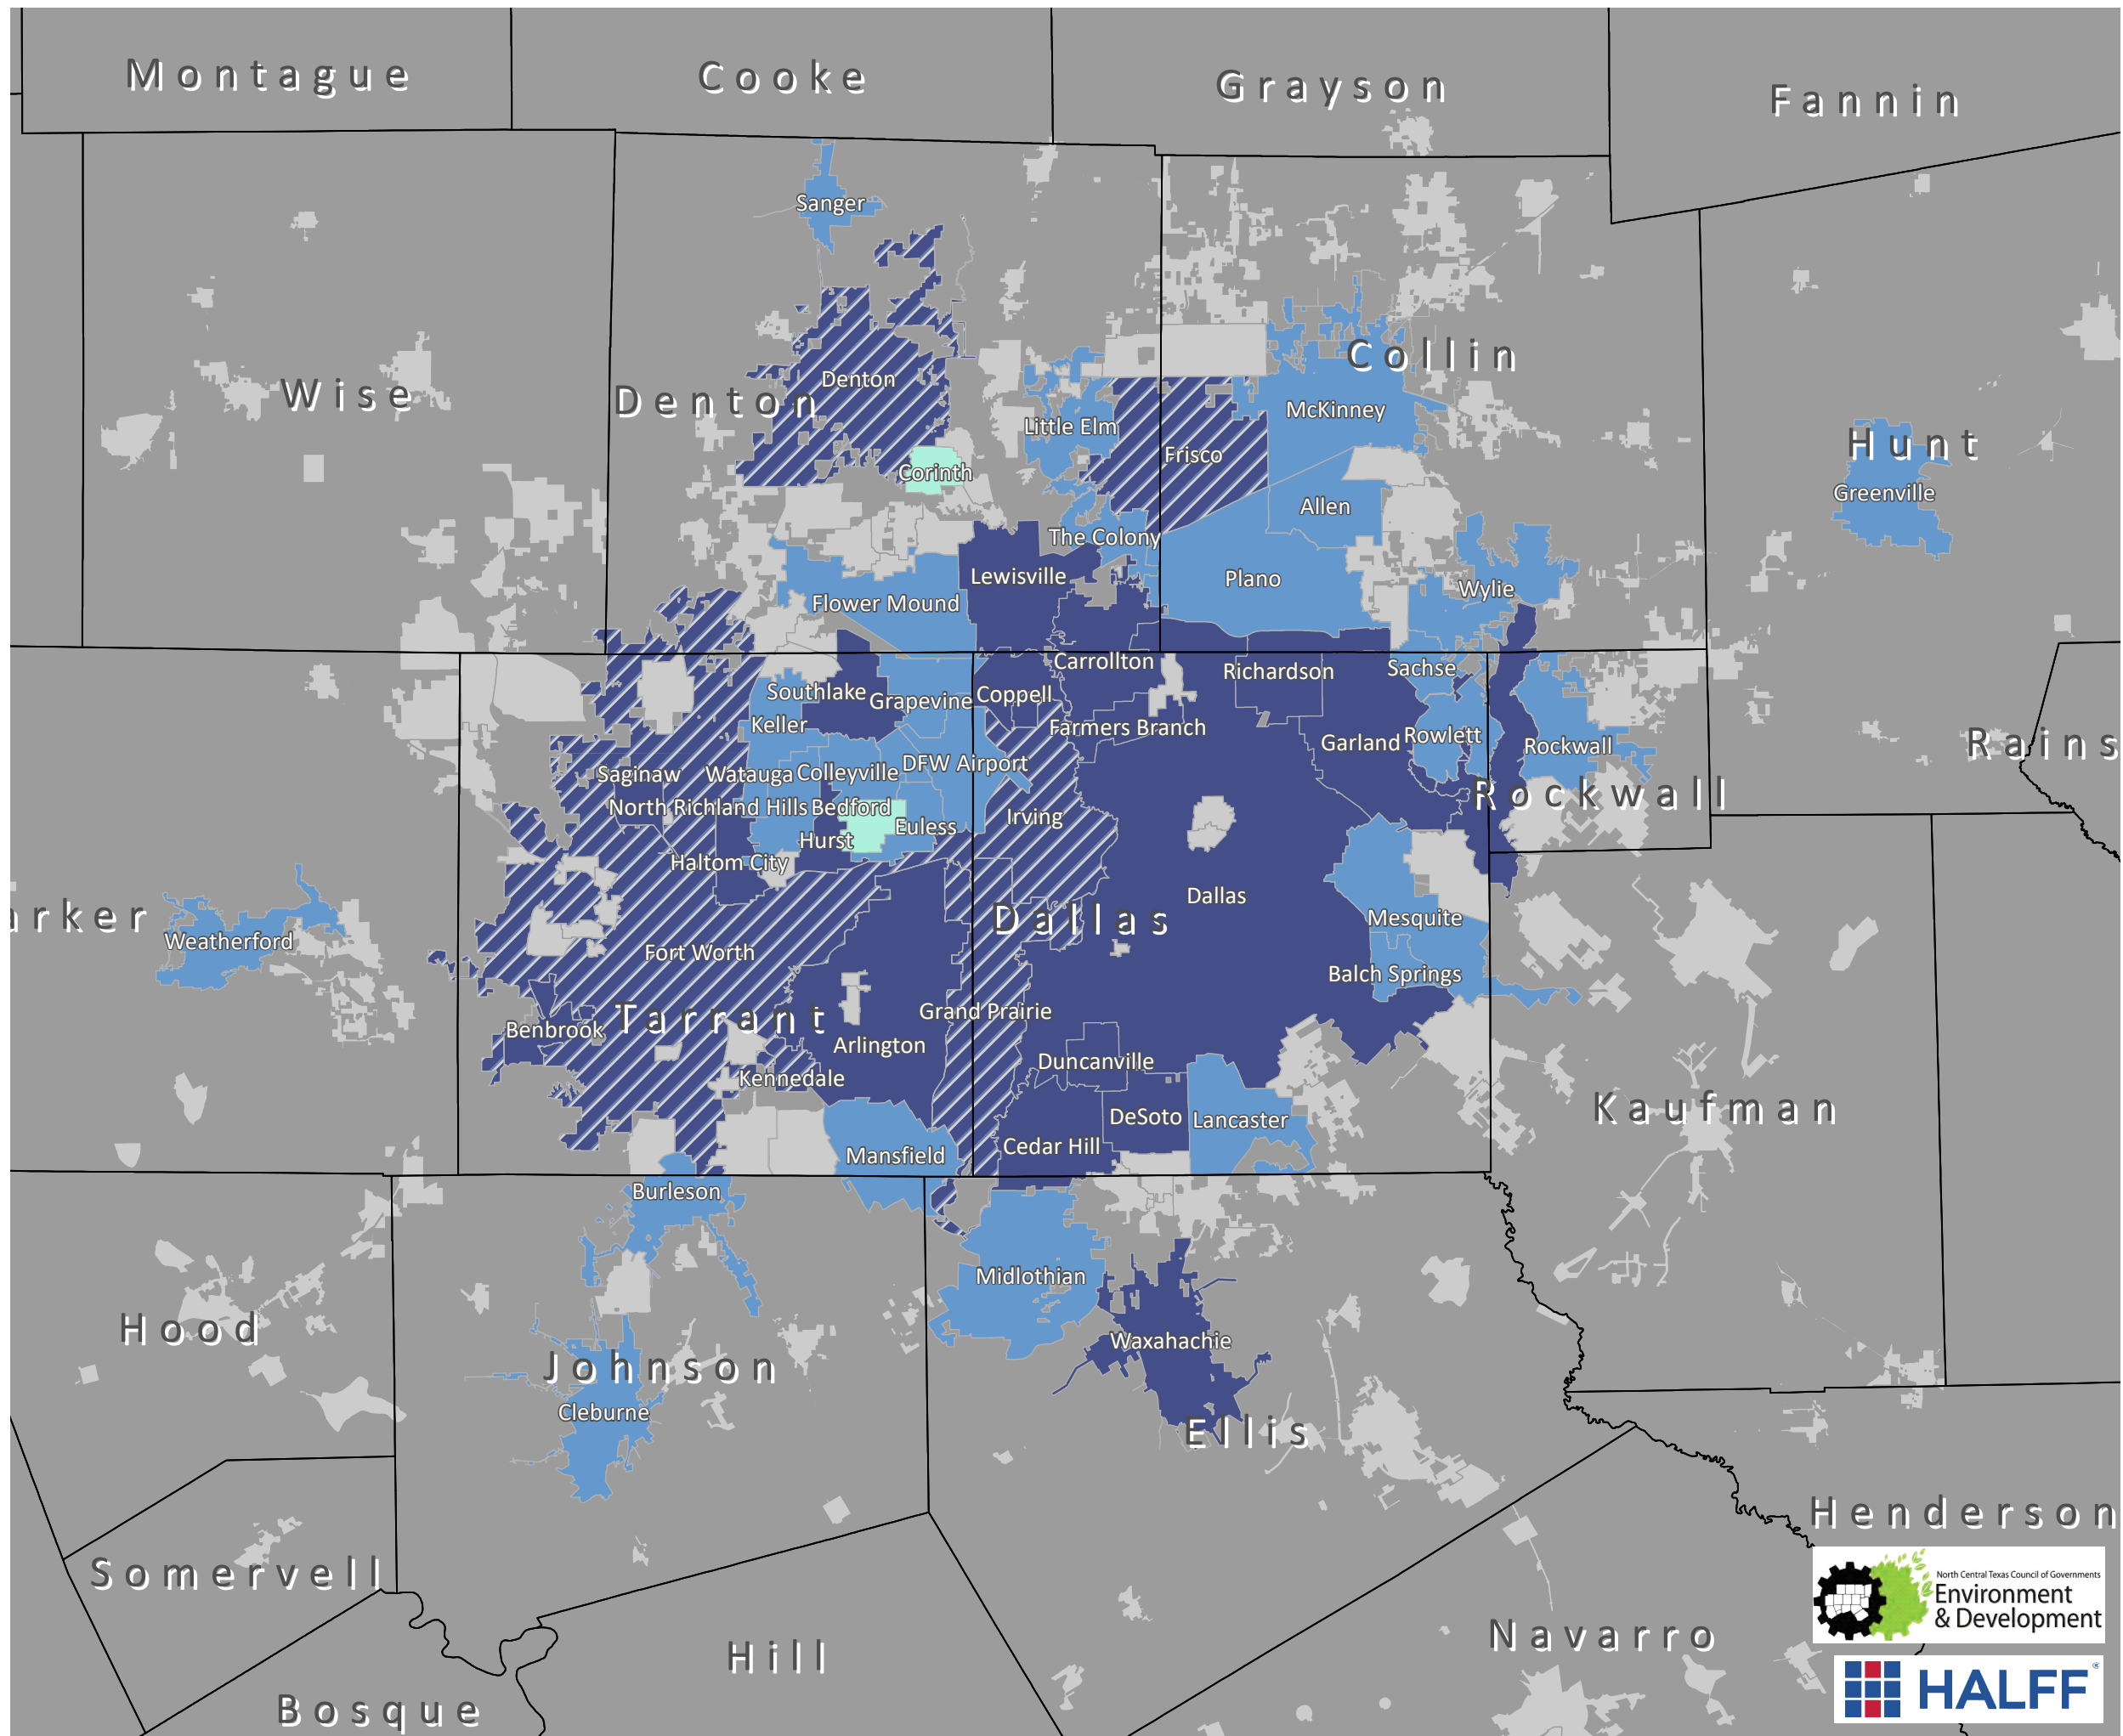 Montague
Cooke
Grayson
Fannin
Sanger
Denton
Collin
Wise
Denton
McKinney
Little Elm
Frisco
Hunt
Corinth
Greenville
Allen
The Colony
Lewisville
Plano
Wylie
Flower Mound
Carrollton
Richardson
Sachse
Southlake
Grapevine
Coppell
Keller
Farmers Branch
Garland
Rowlett
Rockwall
Rains
Saginaw
Watauga
Colleyville
DFW Airport
North Richland Hills
Bedford
Rockwall
Irving
Euless
Hurst
Haltom City
Dallas
arker
Dallas
Mesquite
Weatherford
Fort Worth
Balch Springs
Grand Prairie
Tarrant
Benbrook
Arlington
Duncanville
Kennedale
Kaufman
DeSoto
Lancaster
Cedar Hill
Mansfield
Burleson
Midlothian
Hood
Waxahachie
Johnson
Cleburne
Ellis
Henderson
Somervell
North Central Texas Council of Governments
Environment
& Development
Navarro
Hill
Bosque
HALFF®